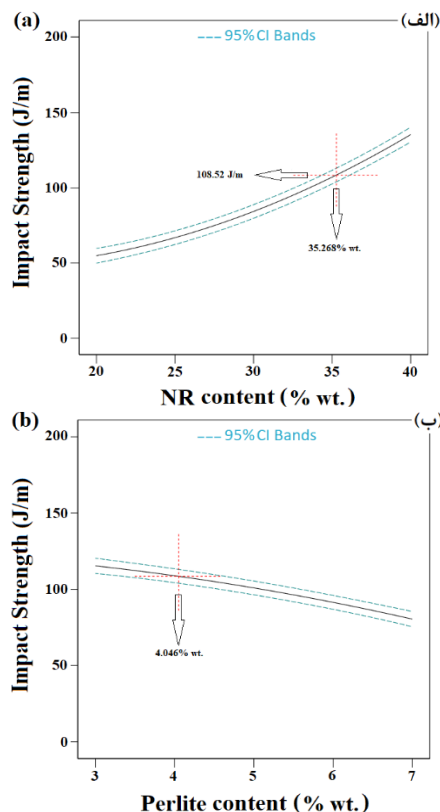 (a)
(الف)
95%CI Bands
200
150
100
50
0
Impact Strength (J/m)
108.52 J/m
35.268% wt.
20
25
30
35
40
NR content (% wt.)
(b)
(ب)
95%CI Bands
200
150
100
50
0
Impact Strength (J/m)
4.046% wt.
3
4
5
6
7
Perlite content (% wt.)